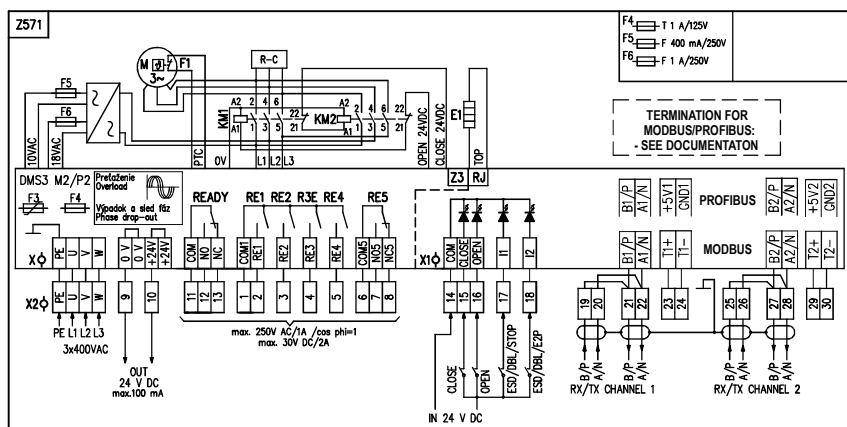 Z571
F4 T 1 A/125V
F5 F 400 mA/250V
F6 F 1 A/250V
M F1
3~
R-C
F5
F6
KM1
A2 2 4 6 22
A1 1 3 5 21
KM2
A2 2 4 6 22
A1 1 3 5 21
E1
TERMINATION FOR
MODBUS/PROFIBUS:
- SEE DOCUMENTATON
10VAC
18VAC
PTC
0V
L1 L2 L3
OPEN 24VDC
CLOSE 24VDC
TOP
DMS3 M2/P2
F3
F4
Preťaženie
Overload
Výpadok a sled fáz
Phase drop-out
READY
RE1 RE2 R3E RE4
RE5
Z3 RJ
B1/P A1/N +5V1 GND1 PROFIBUS B2/P A2/N +5V2 GND2
B1/P A1/N T1+ T1- MODBUS B2/P A2/N T2+ T2-
X
PE U V W 0 V 0 V +24V +24V
COM NO NC COM1 RE1 RE2 RE3 RE4 COM5 NO5 NC5
X1
COM CLOSE OPEN I1 I2
X2
PE U V W 9 10 11 12 13 1 2 3 4 5 6 7 8 14 15 16 17 18
19 20 21 22 23 24 25 26 27 28 29 30
PE L1 L2 L3
3x400VAC
OUT
24 V DC
max.100 mA
max. 250V AC/1A /cos phi=1
max. 30V DC/2A
CLOSE
OPEN
ESD/DBL/STOP
ESD/DBL/E2P
IN 24 V DC
B/P A/N B/P A/N
RX/TX CHANNEL 1
B/P A/N B/P A/N
RX/TX CHANNEL 2